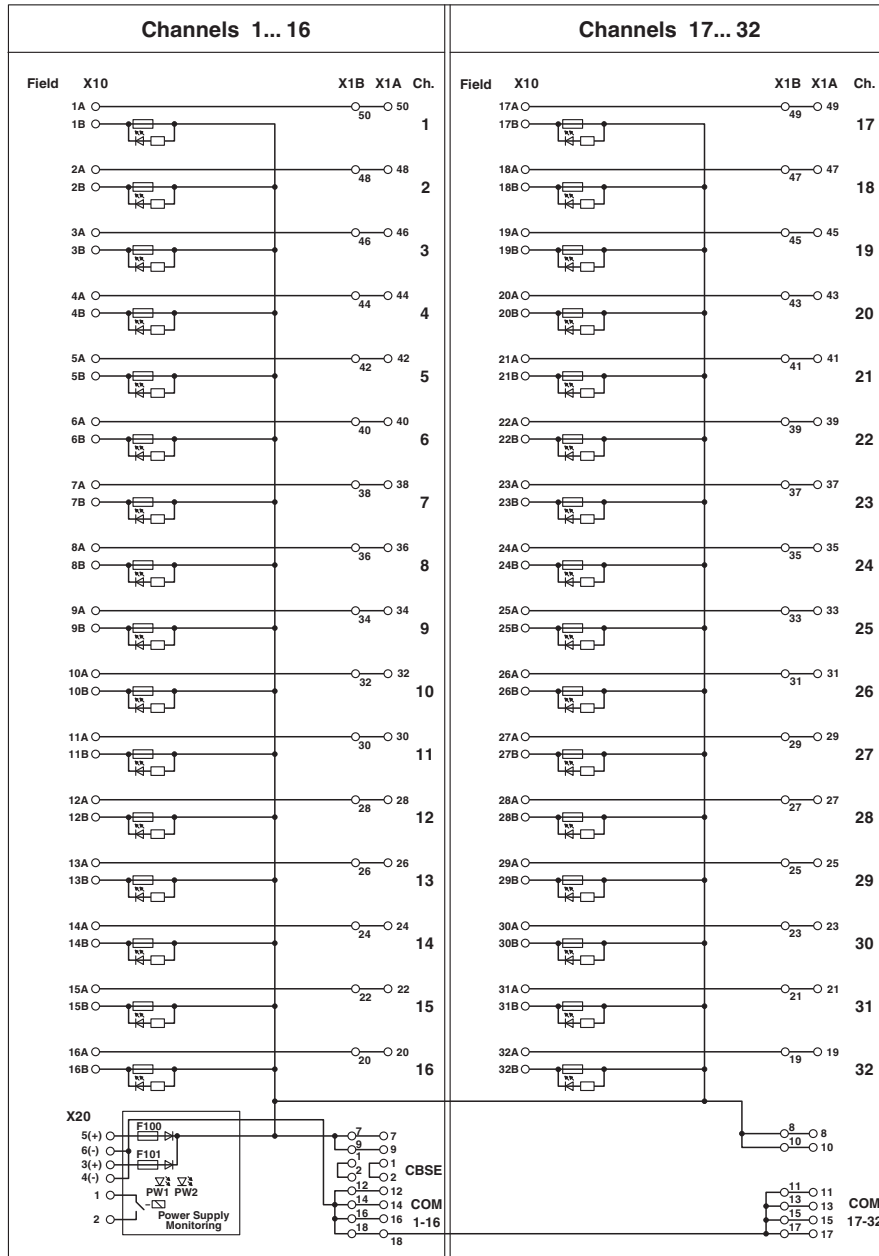 Channels 1... 16
Channels 17... 32
Field X10 X1B X1A Ch.
Field X10 X1B X1A Ch.
1A 50 50
1B 1
17A 49 49
17B 17
2A 48 48
2B 2
18A 47 47
18B 18
3A 46 46
3B 3
19A 45 45
19B 19
4A 44 44
4B 4
20A 43 43
20B 20
5A 42 42
5B 5
21A 41 41
21B 21
6A 40 40
6B 6
22A 39 39
22B 22
7A 38 38
7B 7
23A 37 37
23B 23
8A 36 36
8B 8
24A 35 35
24B 24
9A 34 34
9B 9
25A 33 33
25B 25
10A 32 32
10B 10
26A 31 31
26B 26
11A 30 30
11B 11
27A 29 29
27B 27
12A 28 28
12B 12
28A 27 27
28B 28
13A 26 26
13B 13
29A 25 25
29B 29
14A 24 24
14B 14
30A 23 23
30B 30
15A 22 22
15B 15
31A 21 21
31B 31
16A 20 20
16B 16
32A 19 19
32B 32
X20
F100
5(+)
6(-)
F101
3(+)
4(-)
PW1 PW2
1
2
Power Supply
Monitoring
7 7
9 9
1 1
2 2
CBSE
12 12
14 14
16 16
18 18
COM
1-16
8 8
10 10
11 11
13 13
15 15
17 17
COM
17-32